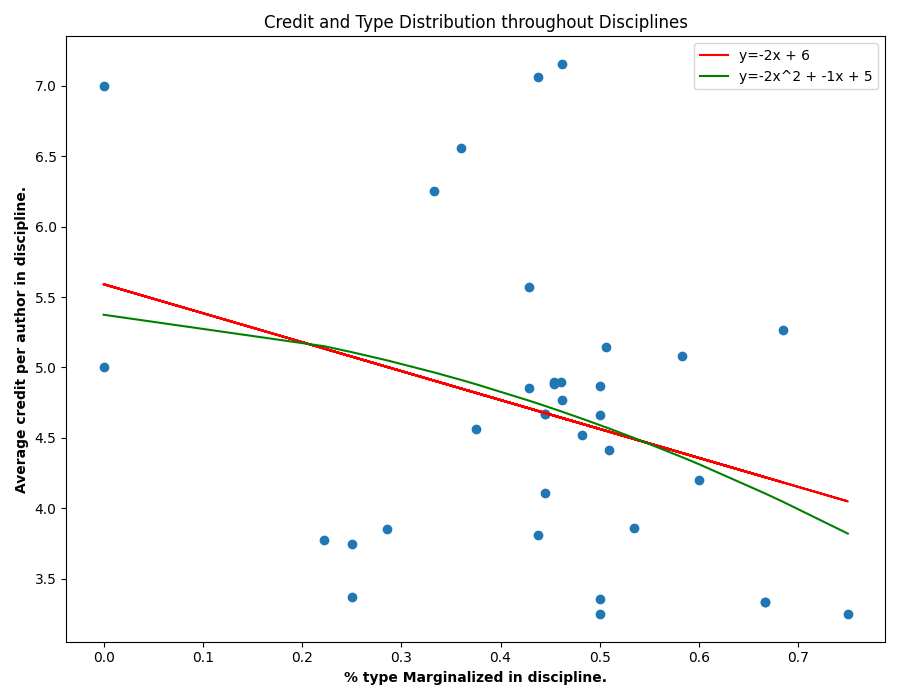 Credit and Type Distribution throughout Disciplines
y=-2x + 6
y=-2x^2 + -1x + 5
Average credit per author in discipline.
7.0
6.5
6.0
5.5
5.0
4.5
4.0
3.5
0.0 0.1 0.2 0.3 0.4 0.5 0.6 0.7
% type Marginalized in discipline.